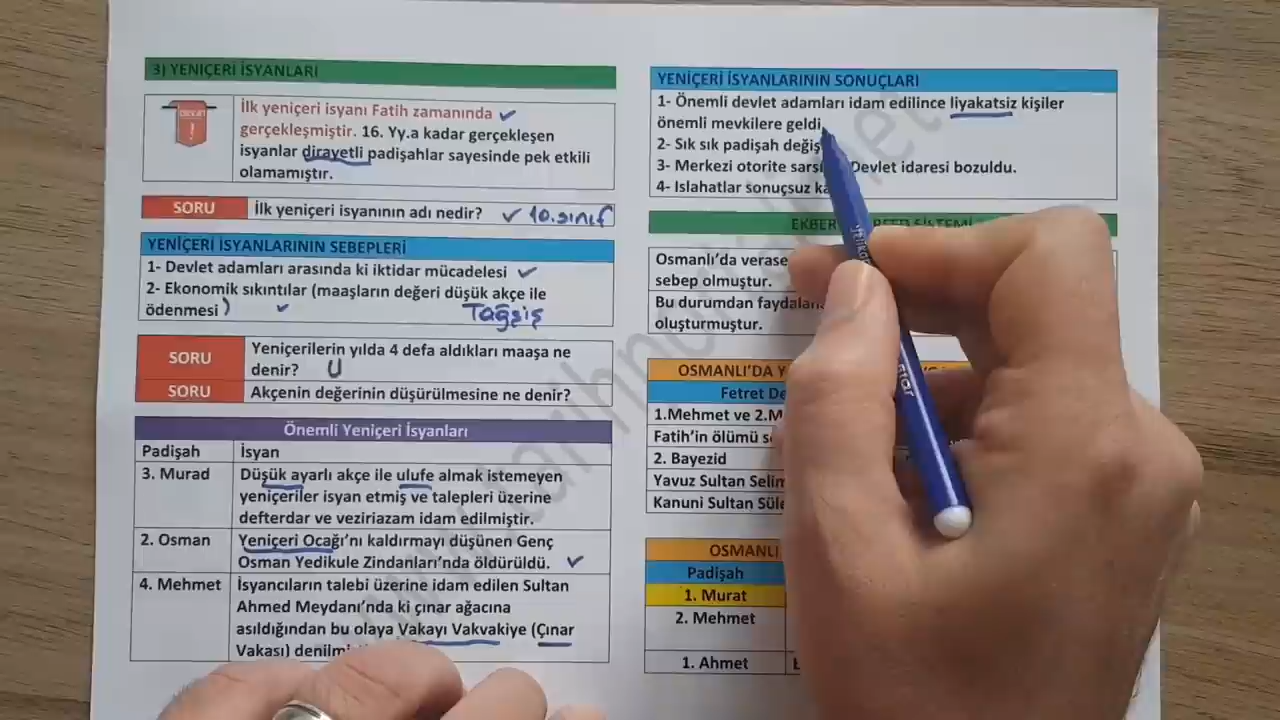 3) YENİÇERİ İSYANLARI
DİKKAT
!
İlk yeniçeri isyanı Fatih zamanında
gerçekleşmiştir. 16. Yy.a kadar gerçekleşen
isyanlar dirayetli padişahlar sayesinde pek etkili
olamamıştır.
SORU
İlk yeniçeri isyanının adı nedir?
10.sınıf
YENİÇERİ İSYANLARININ SEBEPLERİ
1- Devlet adamları arasında ki iktidar mücadelesi
2- Ekonomik sıkıntılar (maaşların değeri düşük akçe ile
ödenmesi)
Tağşiş
SORU
Yeniçerilerin yılda 4 defa aldıkları maaşa ne
denir? U
SORU
Akçenin değerinin düşürülmesine ne denir?
Önemli Yeniçeri İsyanları
Padişah İsyan
3. Murad
Düşük ayarlı akçe ile ulufe almak istemeyen
yeniçeriler isyan etmiş ve talepleri üzerine
defterdar ve veziriazam idam edilmiştir.
2. Osman
Yeniçeri Ocağı'nı kaldırmayı düşünen Genç
Osman Yedikule Zindanları'nda öldürüldü.
4. Mehmet
İsyancıların talebi üzerine idam edilen Sultan
Ahmed Meydanı'nda ki çınar ağacına
asıldığından bu olaya Vakayı Vakvakiye (Çınar
Vakası)
YENİÇERİ İSYANLARININ SONUÇLARI
1- Önemli devlet adamları idam edilince liyakatsiz kişiler
önemli mevkilere geldi
2- Sık sık padişah
3- Merkezi otorite Devlet idaresi bozuldu.
4- Islahatlar sonuçsuz
Osmanlı'da
sebep olmuştur.
Bu durumdan
oluşturmuştur.
OSMANLI'DA
Fetret
1.Mehmet ve
Fatih'in ölümü
2. Bayezid
Yavuz Sultan Selim
Kanuni Sultan
OSMANLI
Padişah
1. Murat
2. Mehmet
1. Ahmet